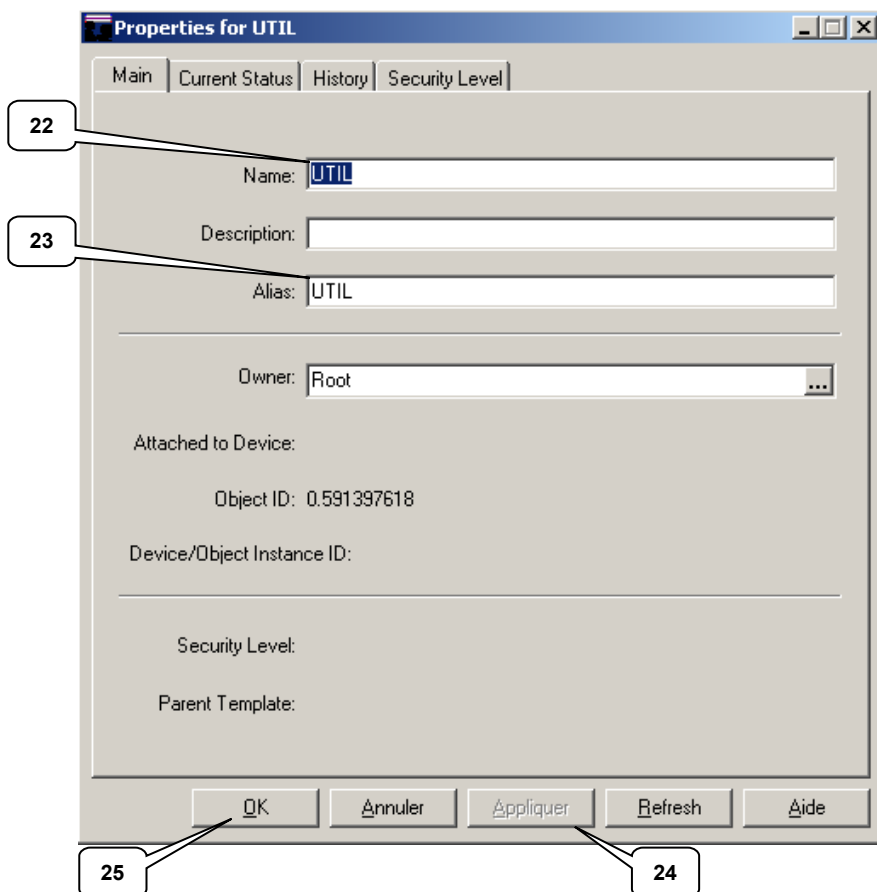 Properties for UTIL
Main Current Status History Security Level
22
Name: UTIL
Description:
23
Alias: UTIL
Owner: Root ...
Attached to Device:
Object ID: 0.591397618
Device/Object Instance ID:
Security Level:
Parent Template:
OK Annuler Appliquer Refresh Aide
25 24